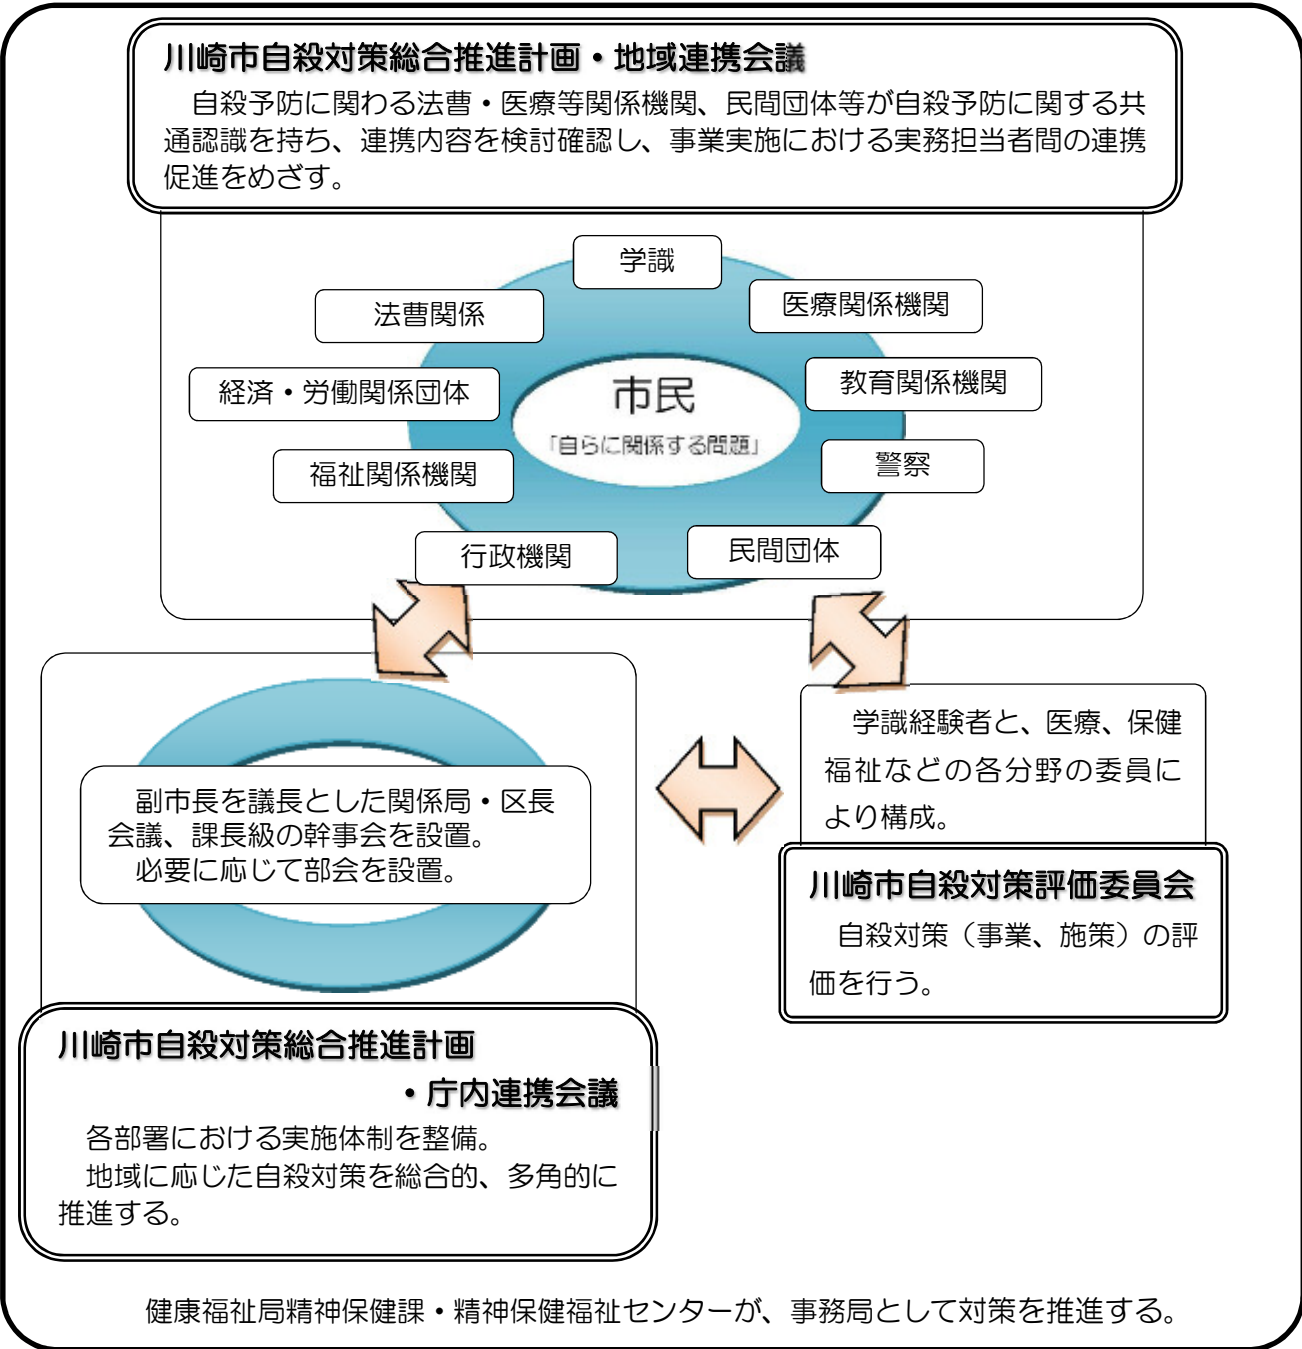 川崎市自殺対策総合推進計画・地域連携会議
自殺予防に関わる法曹・医療等関係機関、民間団体等が自殺予防に関する共
通認識を持ち、連携内容を検討確認し、事業実施における実務担当者間の連携
促進をめざす。
学識
法曹関係
医療関係機関
経済・労働関係団体
市民
教育関係機関
「自らに関係する問題」
福祉関係機関
警察
行政機関
民間団体
副市長を議長とした関係局・区長
会議、課長級の幹事会を設置。
必要に応じて部会を設置。
川崎市自殺対策総合推進計画
・庁内連携会議
各部署における実施体制を整備。
地域に応じた自殺対策を総合的、多角的に
推進する。
学識経験者と、医療、保健
福祉などの各分野の委員に
より構成。
川崎市自殺対策評価委員会
自殺対策（事業、施策）の評
価を行う。
健康福祉局精神保健課・精神保健福祉センターが、事務局として対策を推進する。